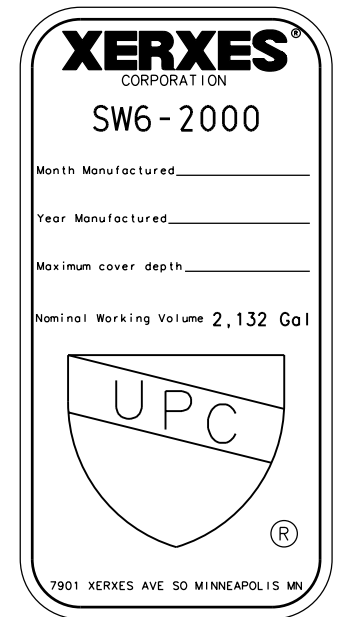 XERXES®
CORPORATION
SW6-2000
Month Manufactured
Year Manufactured
Maximum cover depth
Nominal Working Volume 2,132 Gal
UPC
®
7901 XERXES AVE SO MINNEAPOLIS MN